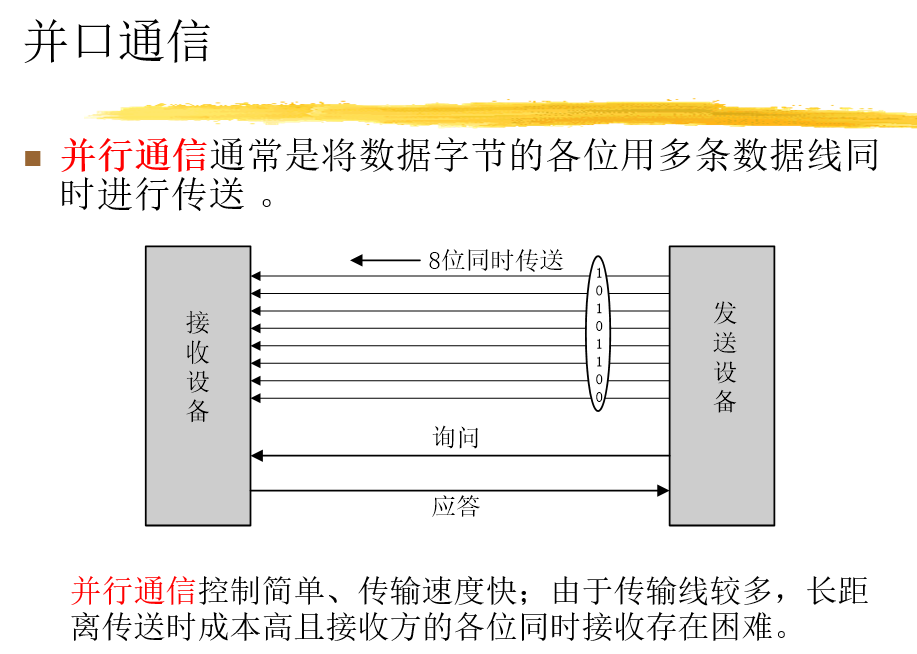 并口通信
并行通信通常是将数据字节的各位用多条数据线同
时进行传送 。
8位同时传送
1
0
1
0
1
1
0
0
接
收
设
备
发
送
设
备
询问
应答
并行通信控制简单、传输速度快；由于传输线较多，长距
离传送时成本高且接收方的各位同时接收存在困难。